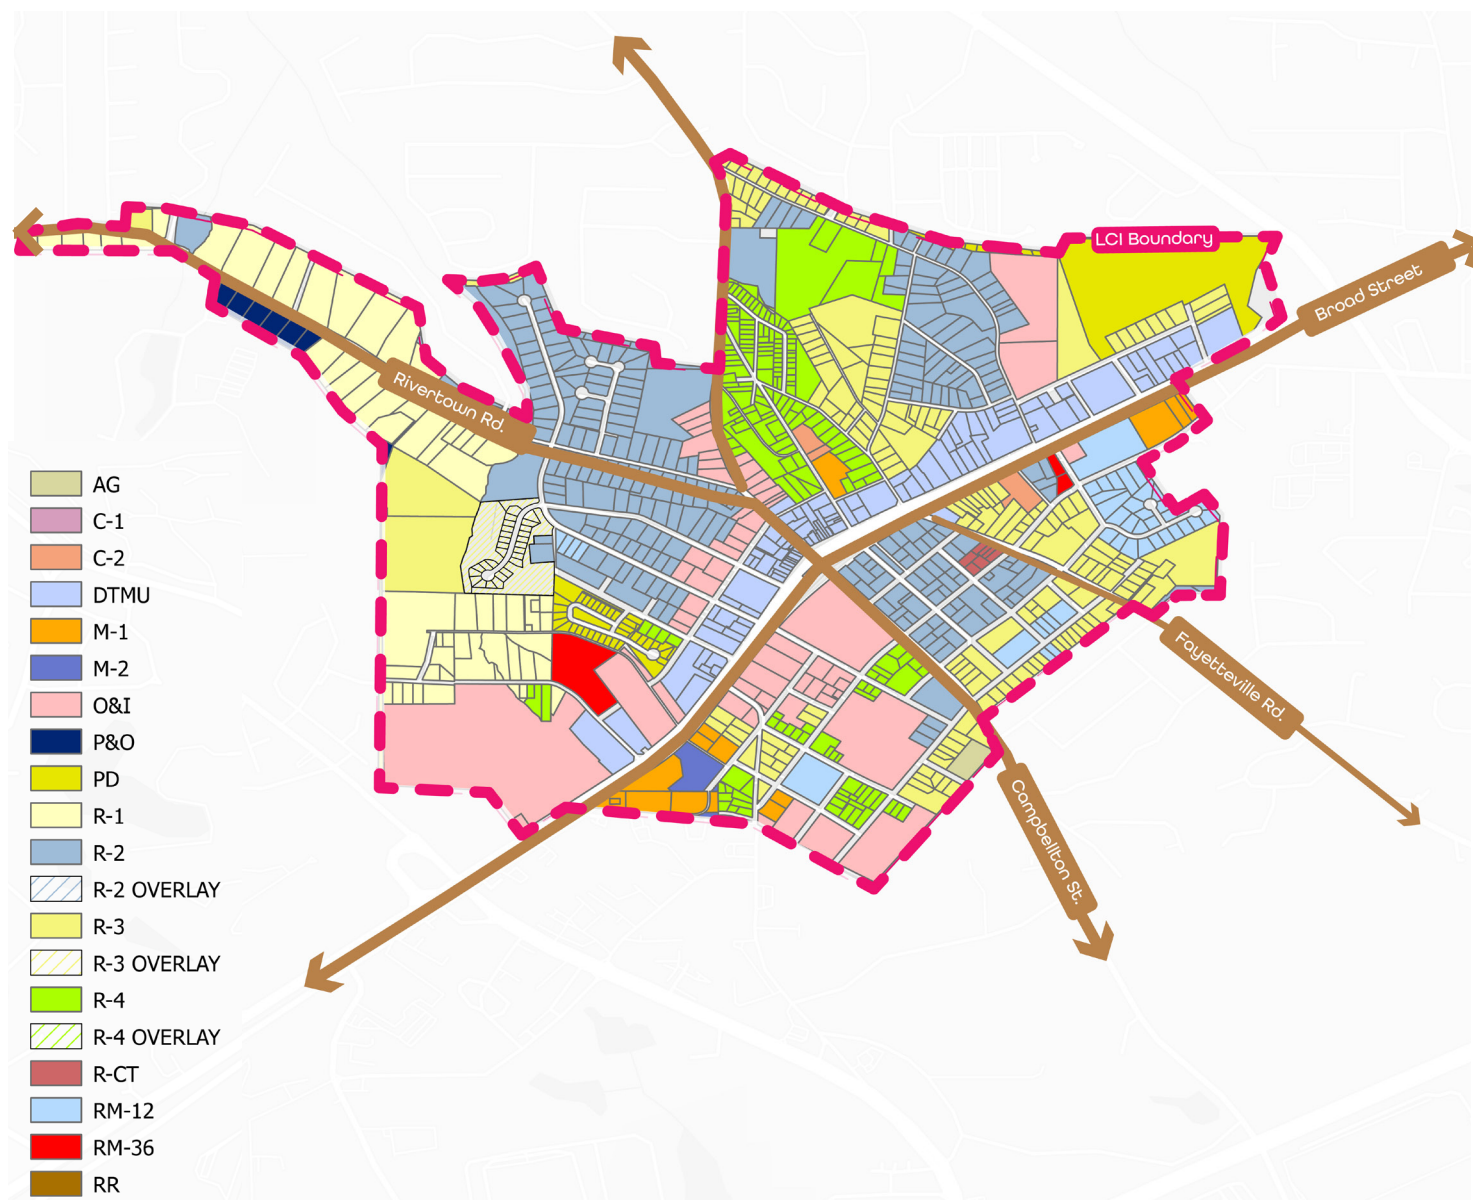 LCI Boundary
Broad Street
Rivertown Rd.
Fayetteville Rd.
Campbellton St.
AG
C-1
C-2
DTMU
M-1
M-2
O&I
P&O
PD
R-1
R-2
R-2 OVERLAY
R-3
R-3 OVERLAY
R-4
R-4 OVERLAY
R-CT
RM-12
RM-36
RR